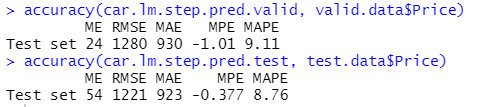 > accuracy(car.lm.step.pred.valid, valid.data$Price)
ME RMSE MAE MPE MAPE
Test set 24 1280 930 -1.01 9.11
> accuracy(car.lm.step.pred.test, test.data$Price)
ME RMSE MAE MPE MAPE
Test set 54 1221 923 -0.377 8.76